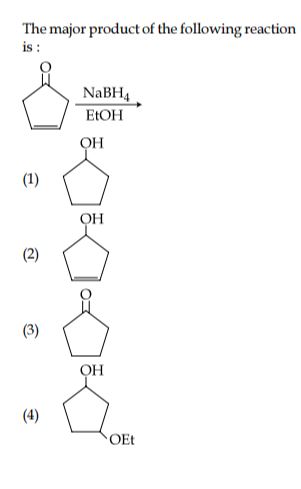 The major product of the following reaction
is :
O
NaBH4
EtOH
OH
(1)
OH
(2)
O
(3)
OH
(4)
OEt